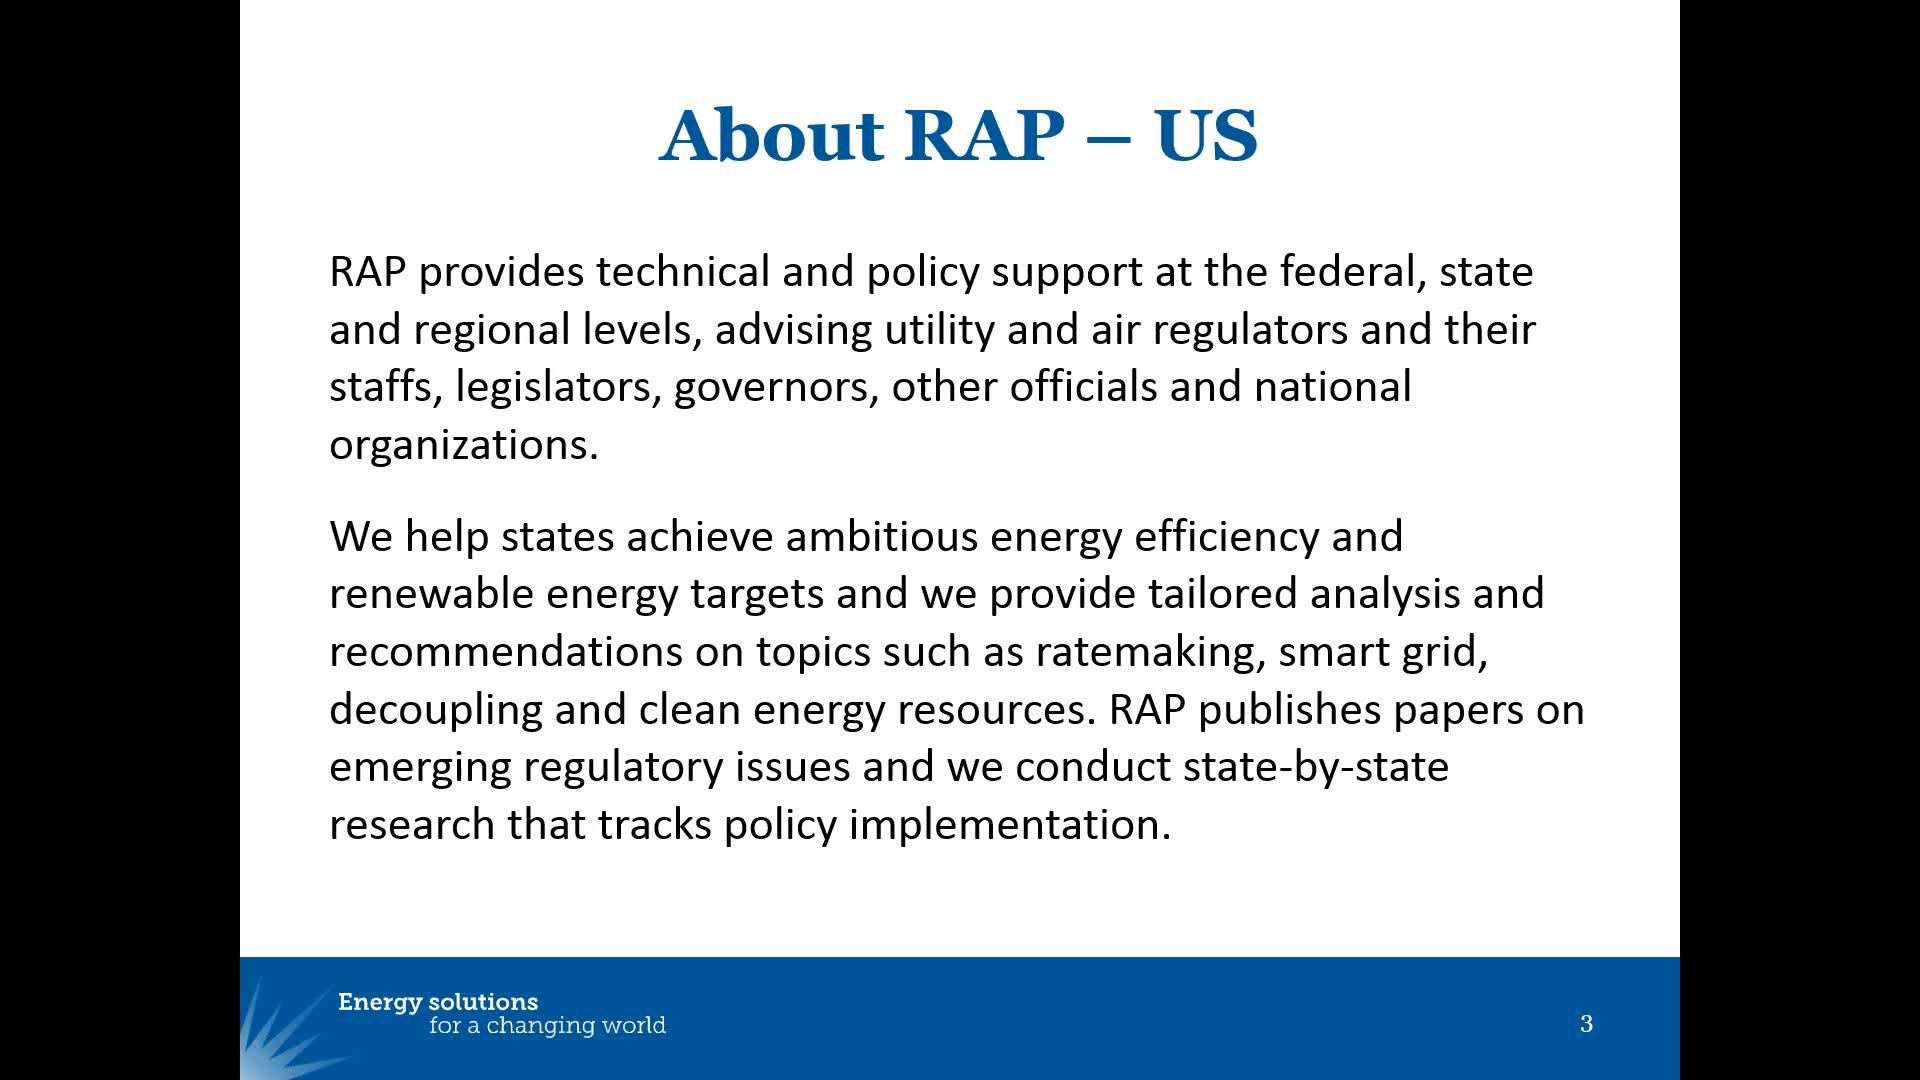 About RAP – US
RAP provides technical and policy support at the federal, state
and regional levels, advising utility and air regulators and their
staffs, legislators, governors, other officials and national
organizations.
We help states achieve ambitious energy efficiency and
renewable energy targets and we provide tailored analysis and
recommendations on topics such as ratemaking, smart grid,
decoupling and clean energy resources. RAP publishes papers on
emerging regulatory issues and we conduct state-by-state
research that tracks policy implementation.
Energy solutions
for a changing world
3